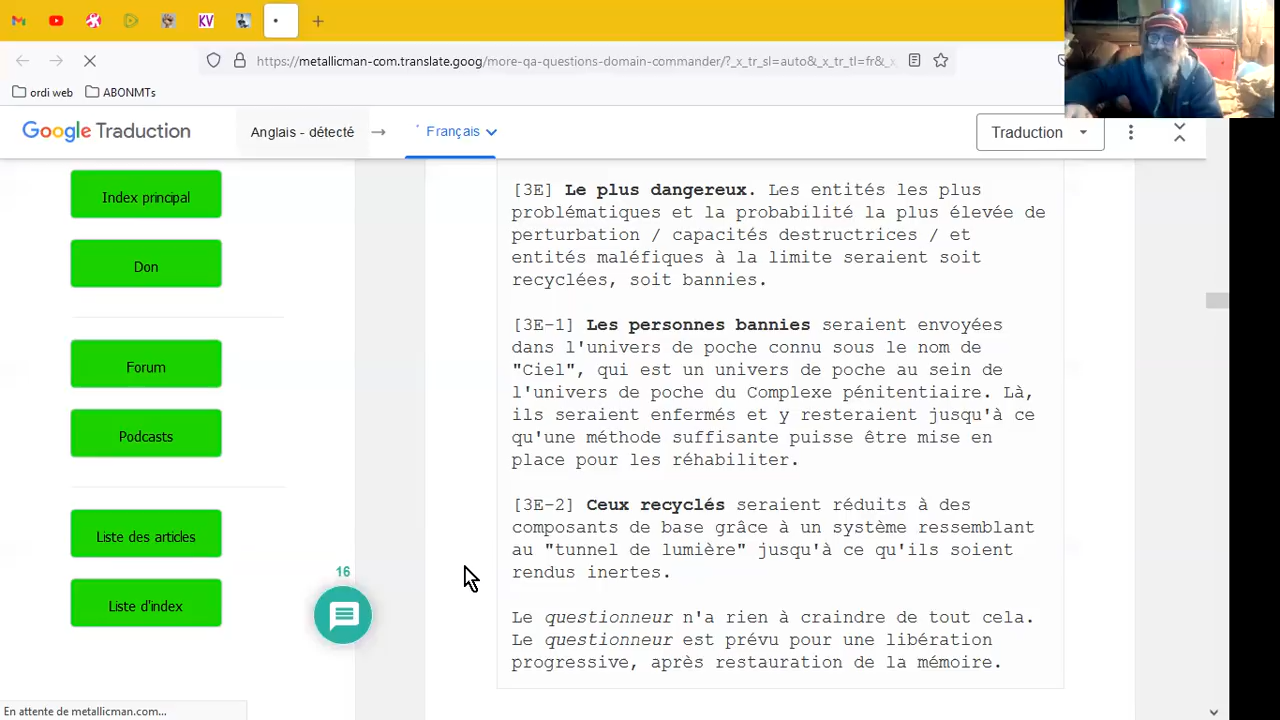 KV
https://metallicman-com.translate.goog/more-qa-questions-domain-commander/?_x_tr_sl=auto&_x_tr_tl=fr&_x
ordi web
ABONMTs
Google Traduction
Anglais - détecté
Français
Traduction
Index principal
Don
Forum
Podcasts
Liste des articles
Liste d'index
16
[3E] Le plus dangereux. Les entités les plus
problématiques et la probabilité la plus élevée de
perturbation / capacités destructrices / et
entités maléfiques à la limite seraient soit
recyclées, soit bannies.
[3E-1] Les personnes bannies seraient envoyées
dans l'univers de poche connu sous le nom de
"Ciel", qui est un univers de poche au sein de
l'univers de poche du Complexe pénitentiaire. Là,
ils seraient enfermés et y resteraient jusqu'à ce
qu'une méthode suffisante puisse être mise en
place pour les réhabiliter.
[3E-2] Ceux recyclés seraient réduits à des
composants de base grâce à un système ressemblant
au "tunnel de lumière" jusqu'à ce qu'ils soient
rendus inertes.
Le questionneur n'a rien à craindre de tout cela.
Le questionneur est prévu pour une libération
progressive, après restauration de la mémoire.
En attente de metallicman.com...